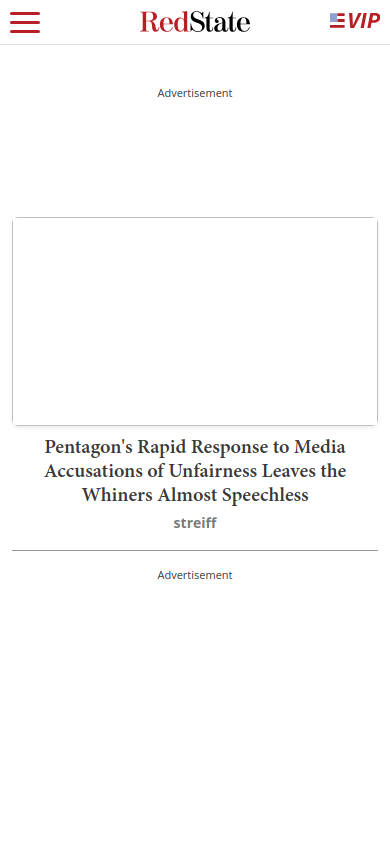 RedState
VIP
Advertisement
Pentagon's Rapid Response to Media
Accusations of Unfairness Leaves the
Whiners Almost Speechless
streiff
Advertisement